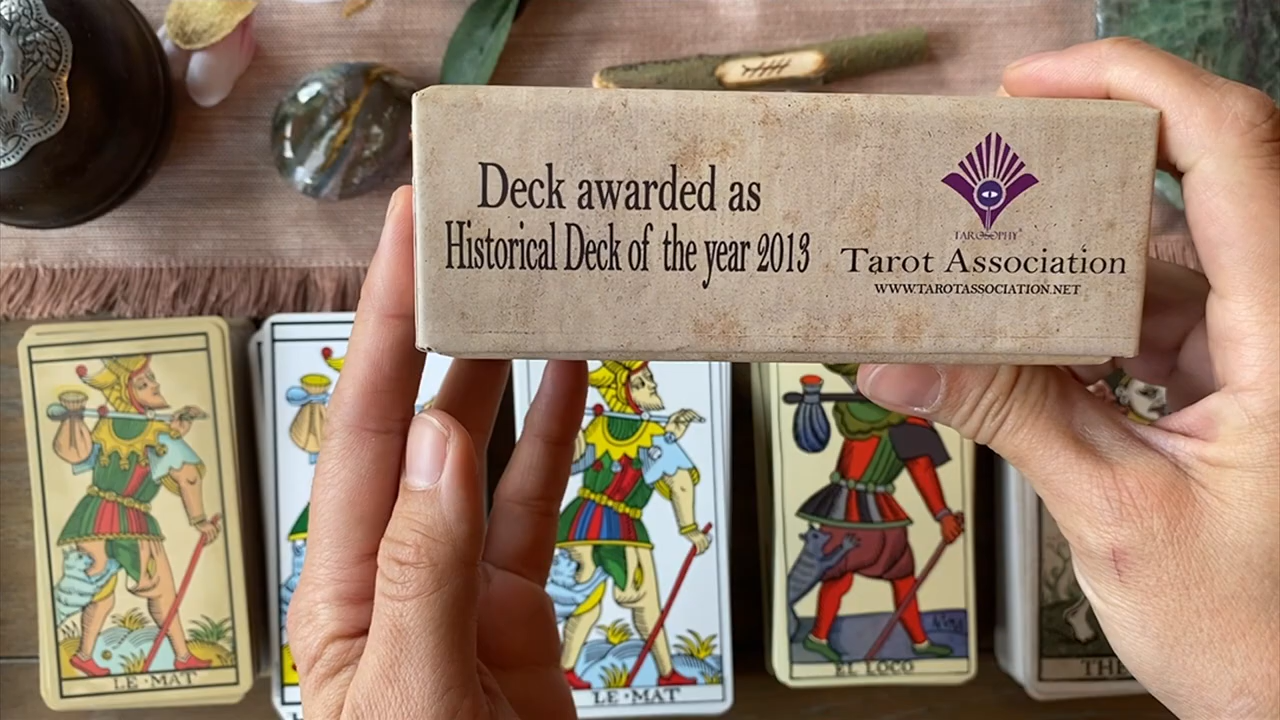 Deck awarded as
Historical Deck of the year 2013
TAROSOPHY®
Tarot Association
WWW.TAROTASSOCIATION.NET
LE·MAT
LE·MAT
EL LOCO